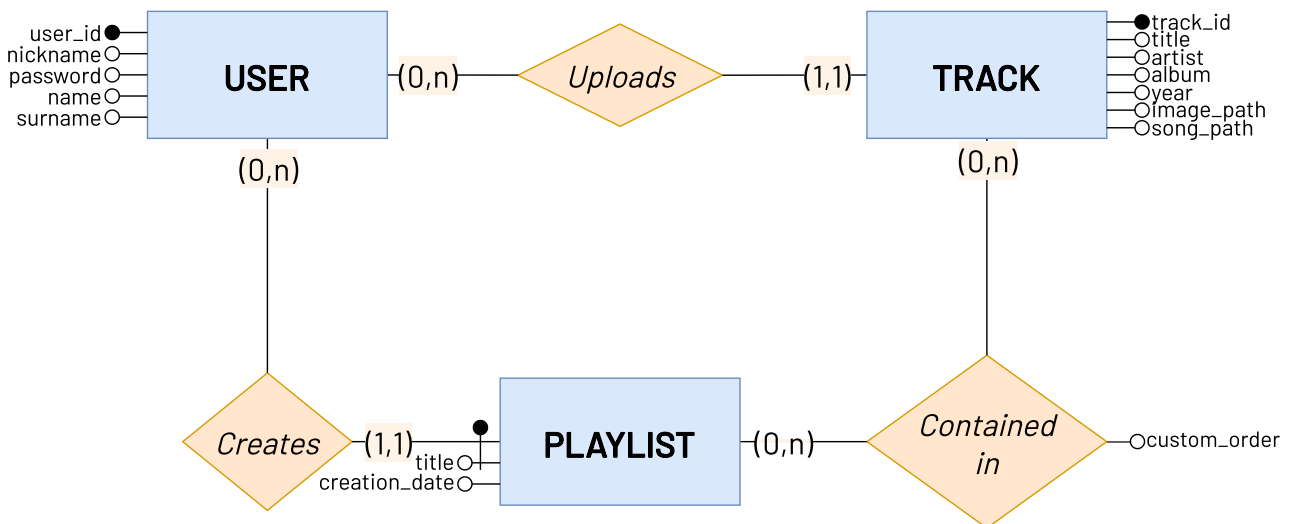 user_id
nickname
password
name
surname
USER
(0,n)
Uploads
(1,1)
TRACK
track_id
title
artist
album
year
image_path
song_path
(0,n)
(0,n)
Creates
(1,1)
title
creation_date
PLAYLIST
(0,n)
Contained
in
custom_order